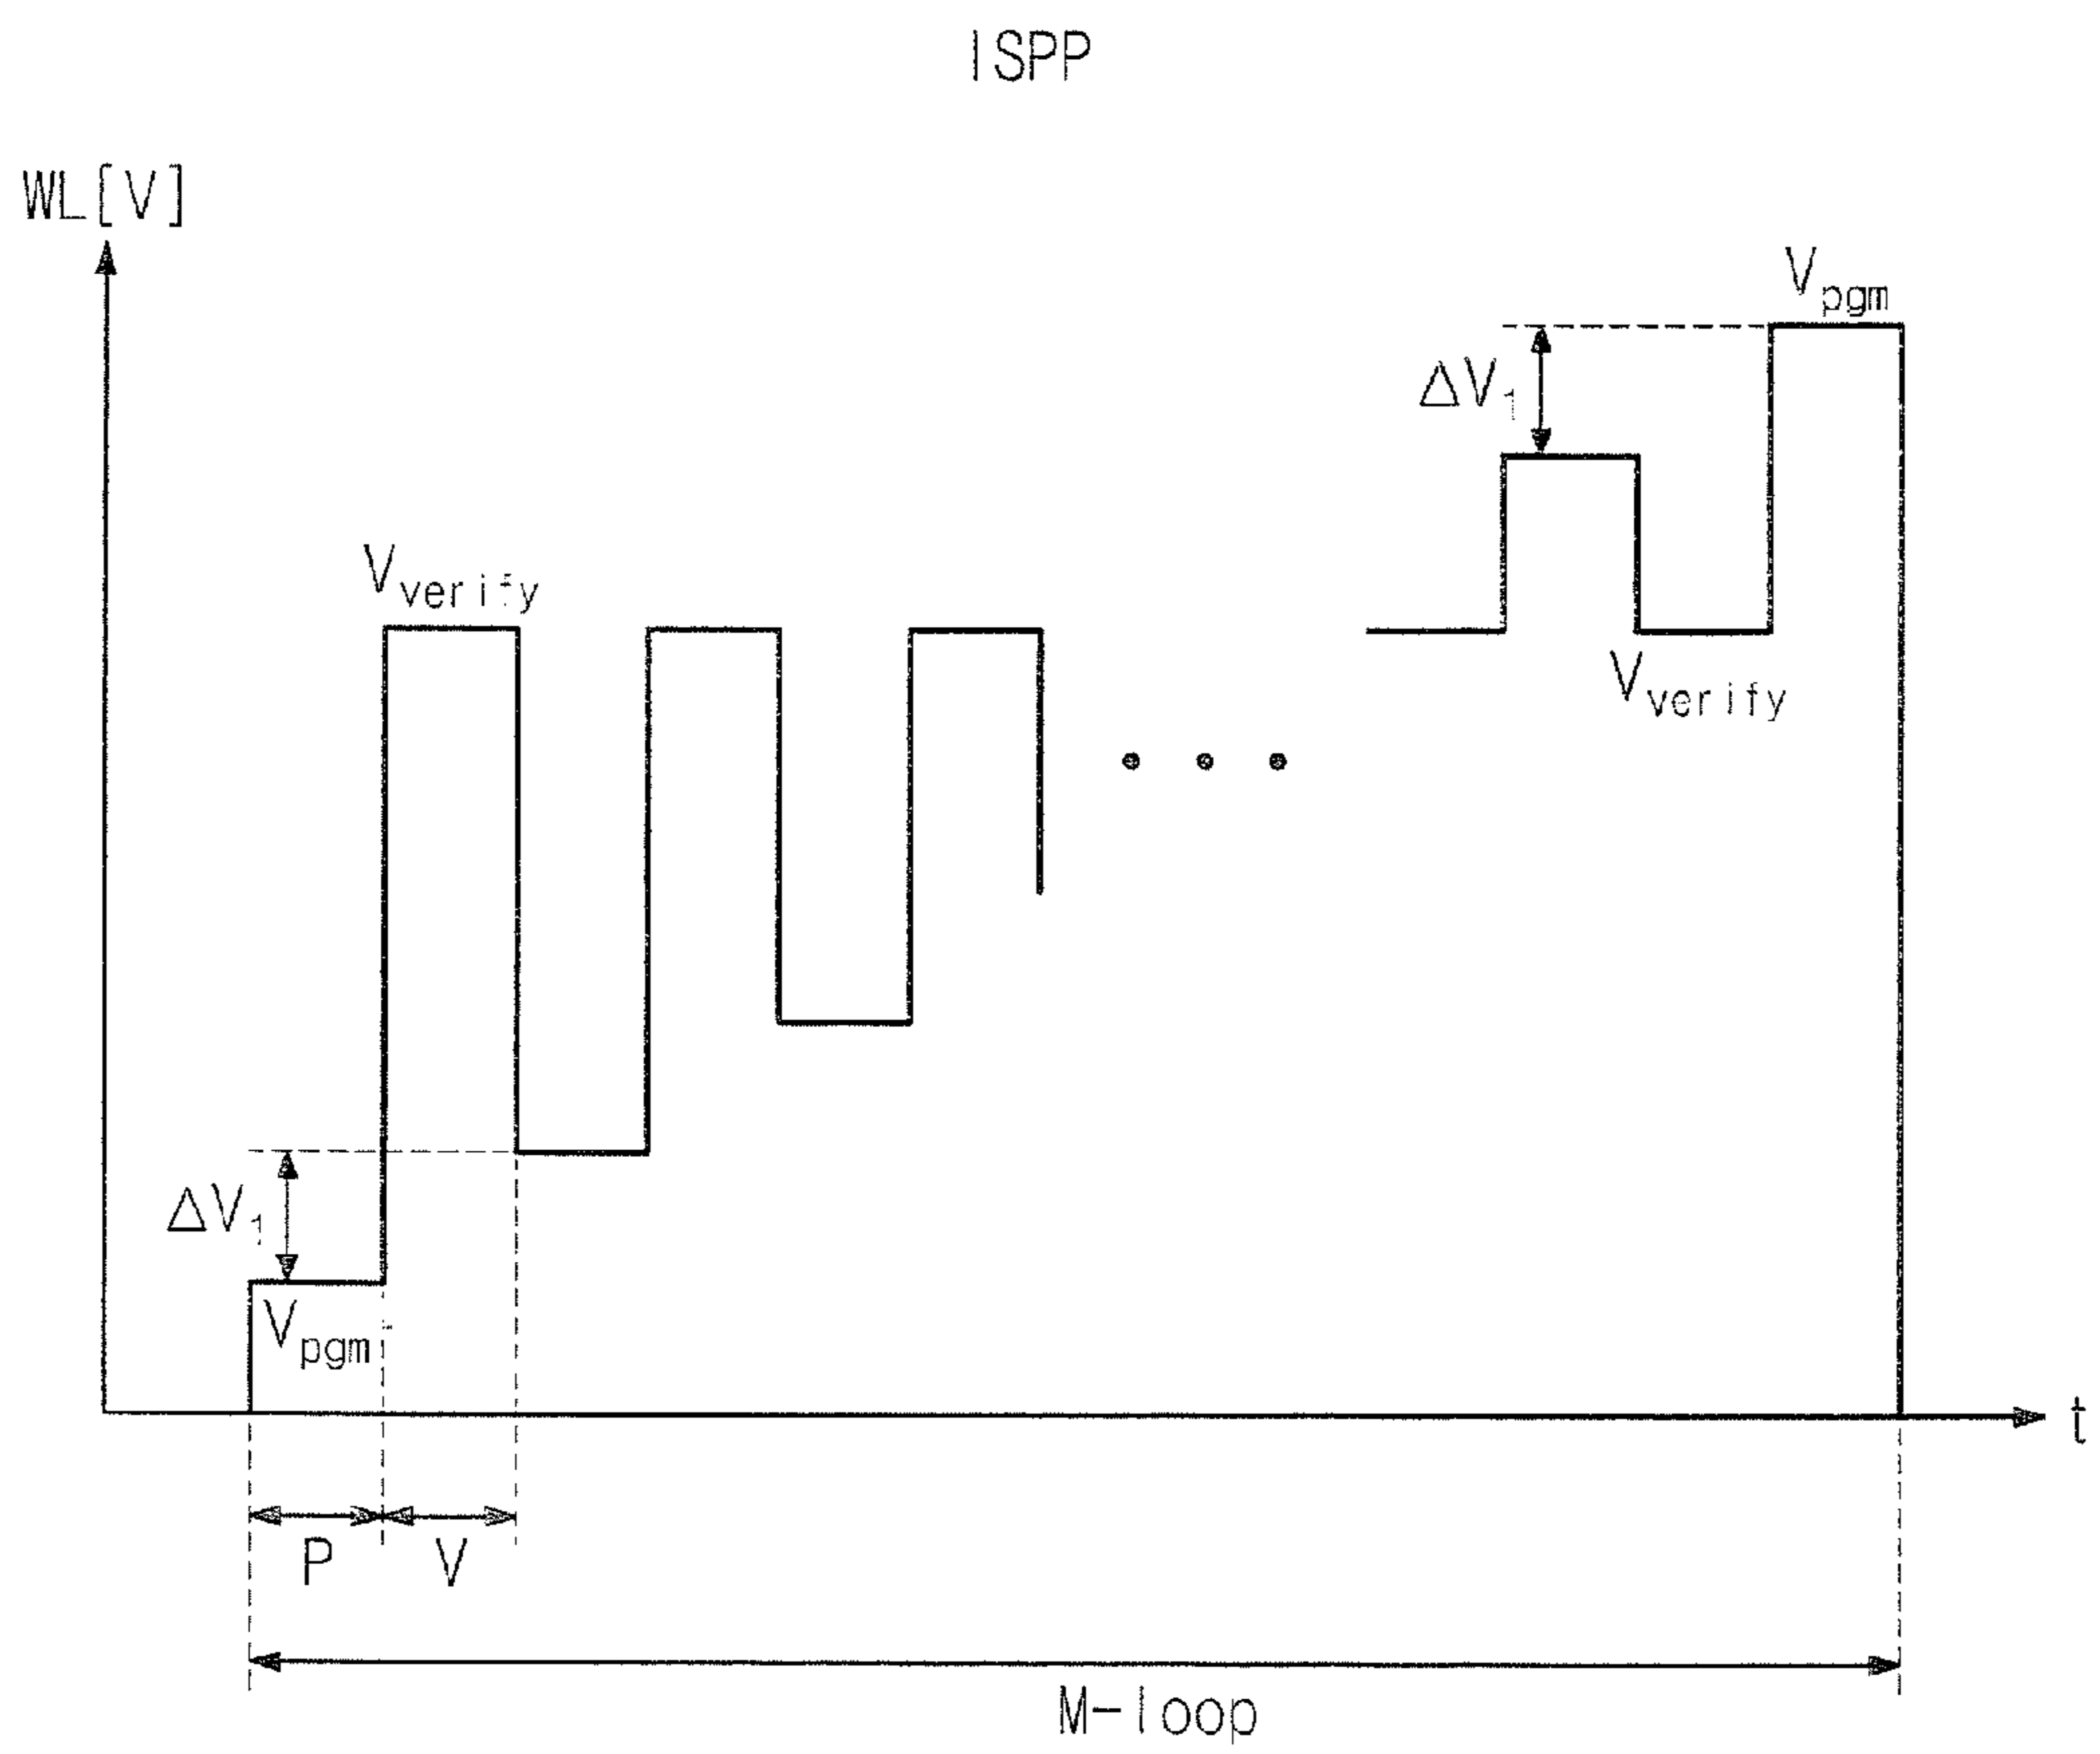 ISPP
WL[V]
Vpgm
ΔV1
Vverify
Vverify
ΔV1
Vpgm
t
P
V
M-loop